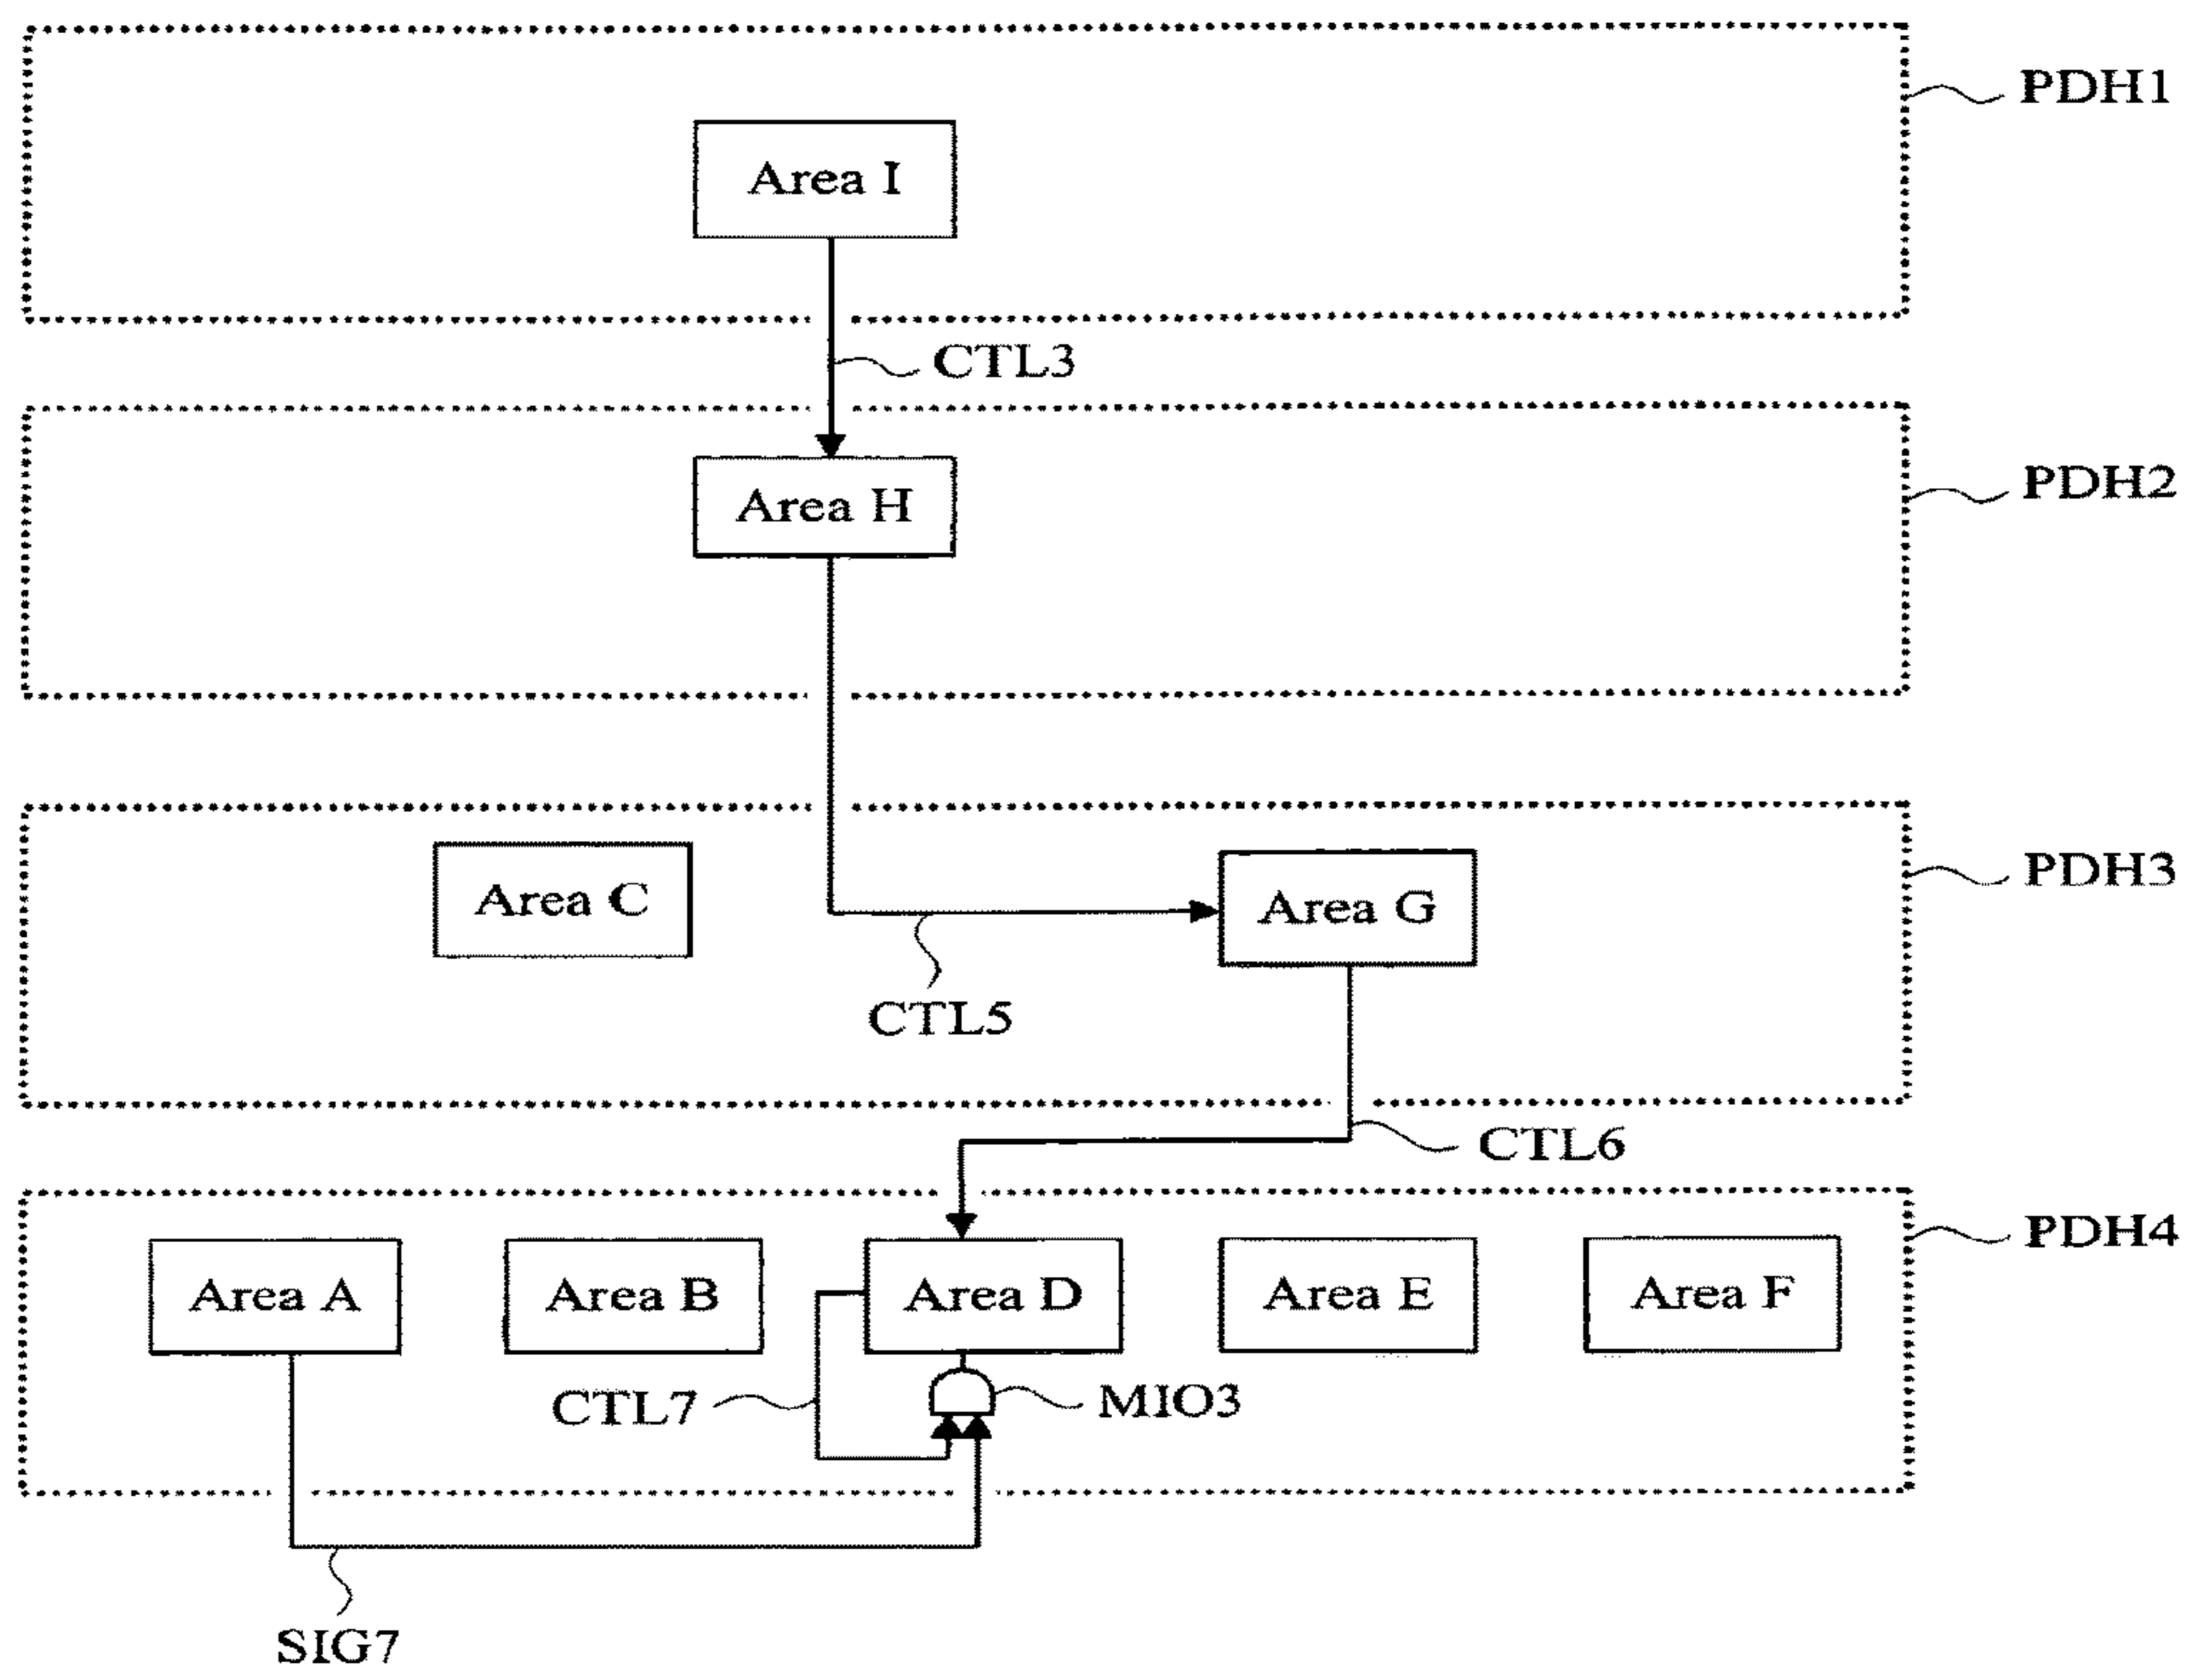 PDH1
Area I
CTL3
PDH2
Area H
PDH3
Area C
Area G
CTL5
CTL6
PDH4
Area A
Area B
Area D
Area E
Area F
CTL7
MIO3
SIG7